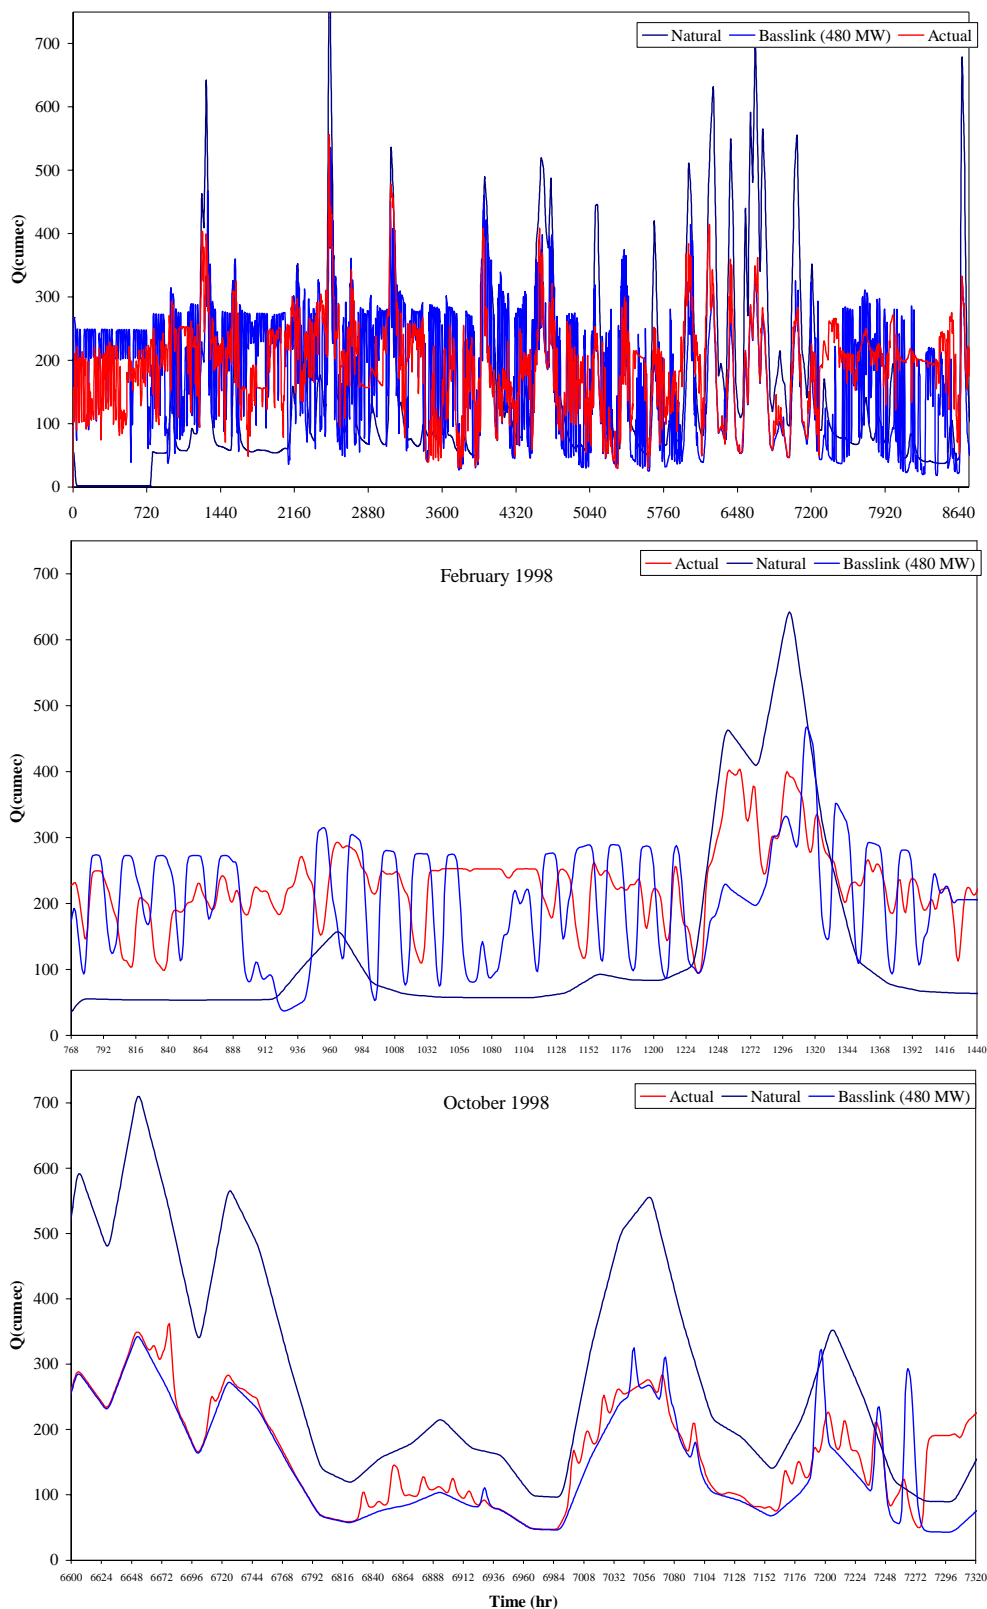 Natural Basslink (480 MW) Actual
Q(cumec)
700
600
500
400
300
200
100
0
0 720 1440 2160 2880 3600 4320 5040 5760 6480 7200 7920 8640
February 1998
Actual Natural Basslink (480 MW)
Q(cumec)
700
600
500
400
300
200
100
0
768 792 816 840 864 888 912 936 960 984 1008 1032 1056 1080 1104 1128 1152 1176 1200 1224 1248 1272 1296 1320 1344 1368 1392 1416 1440
October 1998
Actual Natural Basslink (480 MW)
Q(cumec)
700
600
500
400
300
200
100
0
6600 6624 6648 6672 6696 6720 6744 6768 6792 6816 6840 6864 6888 6912 6936 6960 6984 7008 7032 7056 7080 7104 7128 7152 7176 7200 7224 7248 7272 7296 7320
Time (hr)